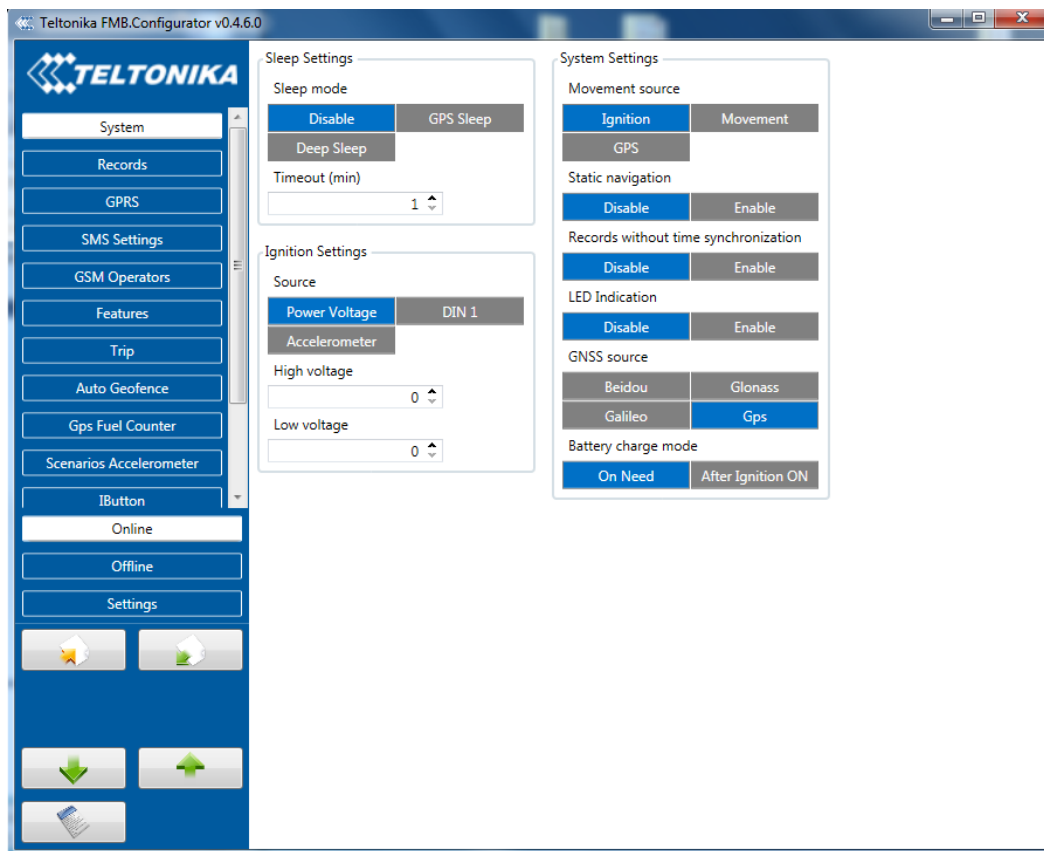 Teltonika FMB.Configurator v0.4.6.0
TELTONIKA
System
Records
GPRS
SMS Settings
GSM Operators
Features
Trip
Auto Geofence
Gps Fuel Counter
Scenarios Accelerometer
IButton
Online
Offline
Settings
Sleep Settings
Sleep mode
Disable GPS Sleep
Deep Sleep
Timeout (min)
1
Ignition Settings
Source
Power Voltage DIN 1
Accelerometer
High voltage
0
Low voltage
0
System Settings
Movement source
Ignition Movement
GPS
Static navigation
Disable Enable
Records without time synchronization
Disable Enable
LED Indication
Disable Enable
GNSS source
Beidou Glonass
Galileo Gps
Battery charge mode
On Need After Ignition ON